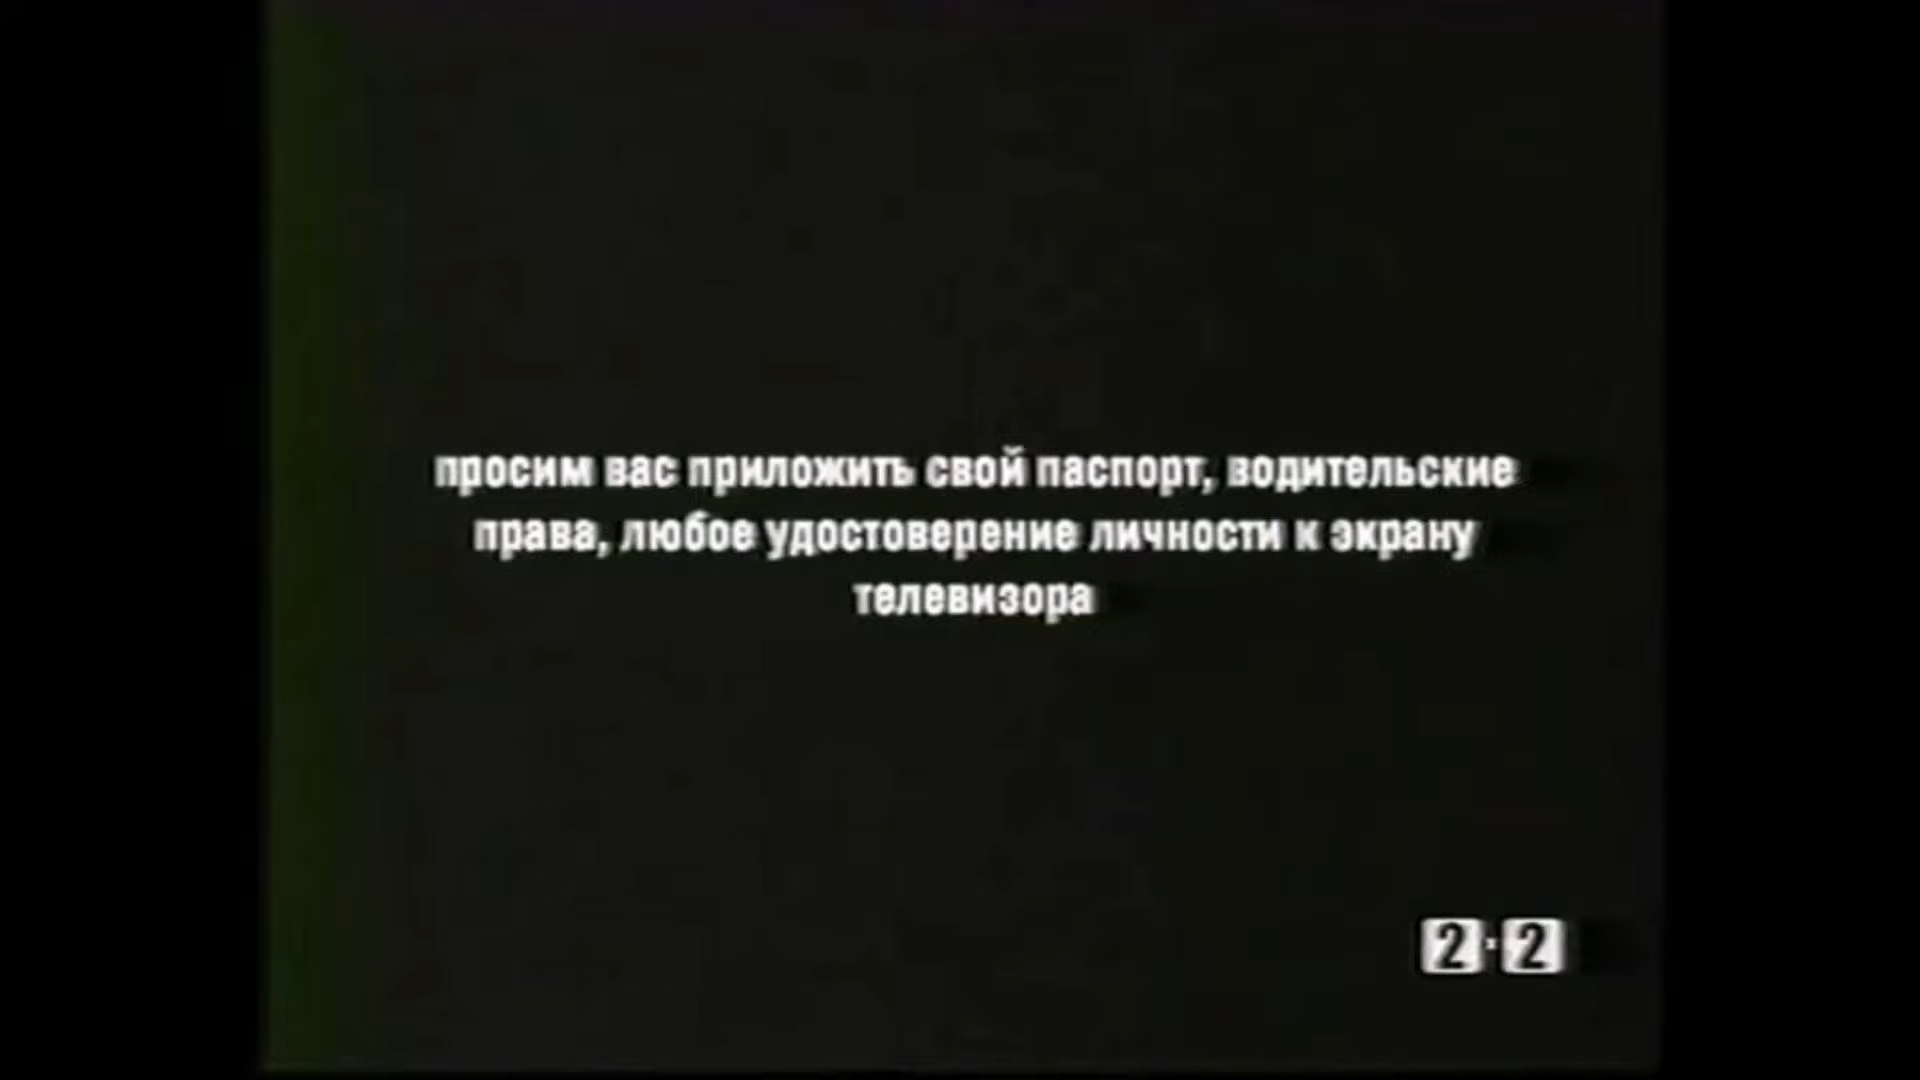 просим вас приложить свой паспорт, водительские
права, любое удостоверение личности к экрану
телевизора
2·2